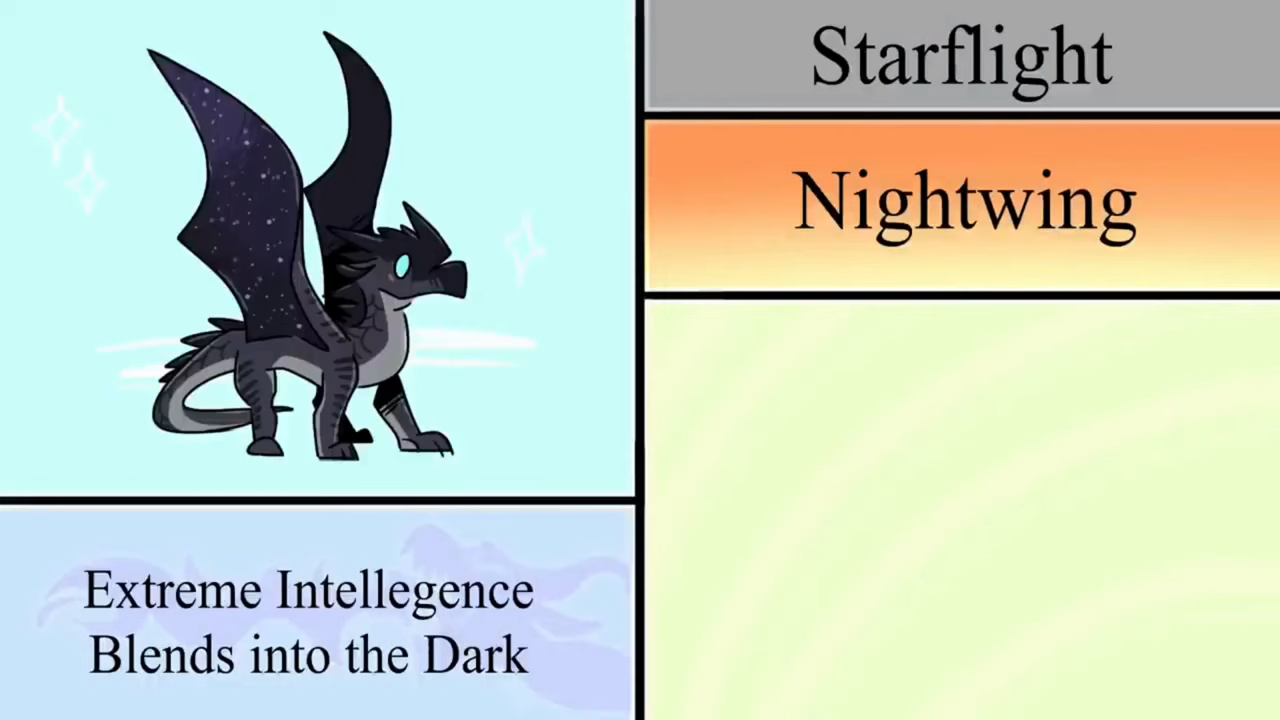 Starflight
Nightwing
Extreme Intellegence
Blends into the Dark